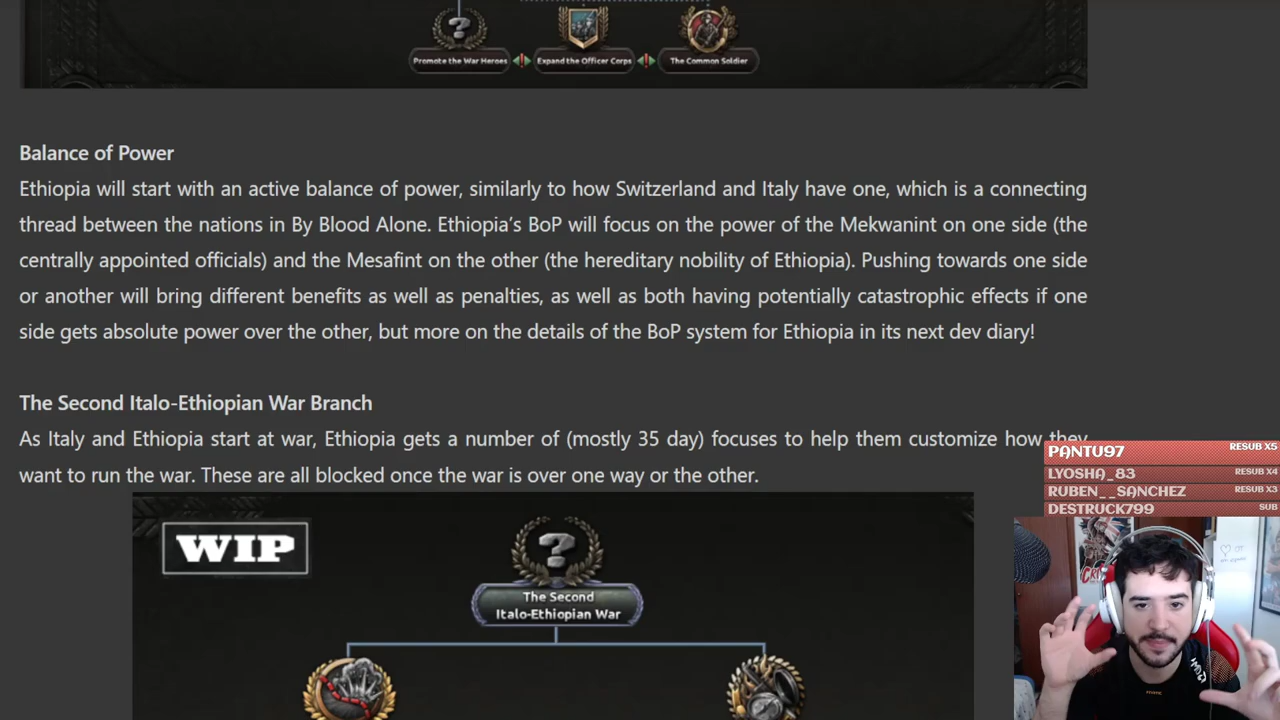 Promote the War Heroes
Expand the Officer Corps
The Common Soldier
Balance of Power
Ethiopia will start with an active balance of power, similarly to how Switzerland and Italy have one, which is a connecting
thread between the nations in By Blood Alone. Ethiopia’s BoP will focus on the power of the Mekwanint on one side (the
centrally appointed officials) and the Mesafint on the other (the hereditary nobility of Ethiopia). Pushing towards one side
or another will bring different benefits as well as penalties, as well as both having potentially catastrophic effects if one
side gets absolute power over the other, but more on the details of the BoP system for Ethiopia in its next dev diary!
The Second Italo-Ethiopian War Branch
As Italy and Ethiopia start at war, Ethiopia gets a number of (mostly 35 day) focuses to help them customize how they
want to run the war. These are all blocked once the war is over one way or the other.
PANTU97 RESUB X5
LYOSHA_83 RESUB X4
RUBEN__SANCHEZ RESUB X3
DESTRUCK799 SUB
WIP
The Second
Italo-Ethiopian War